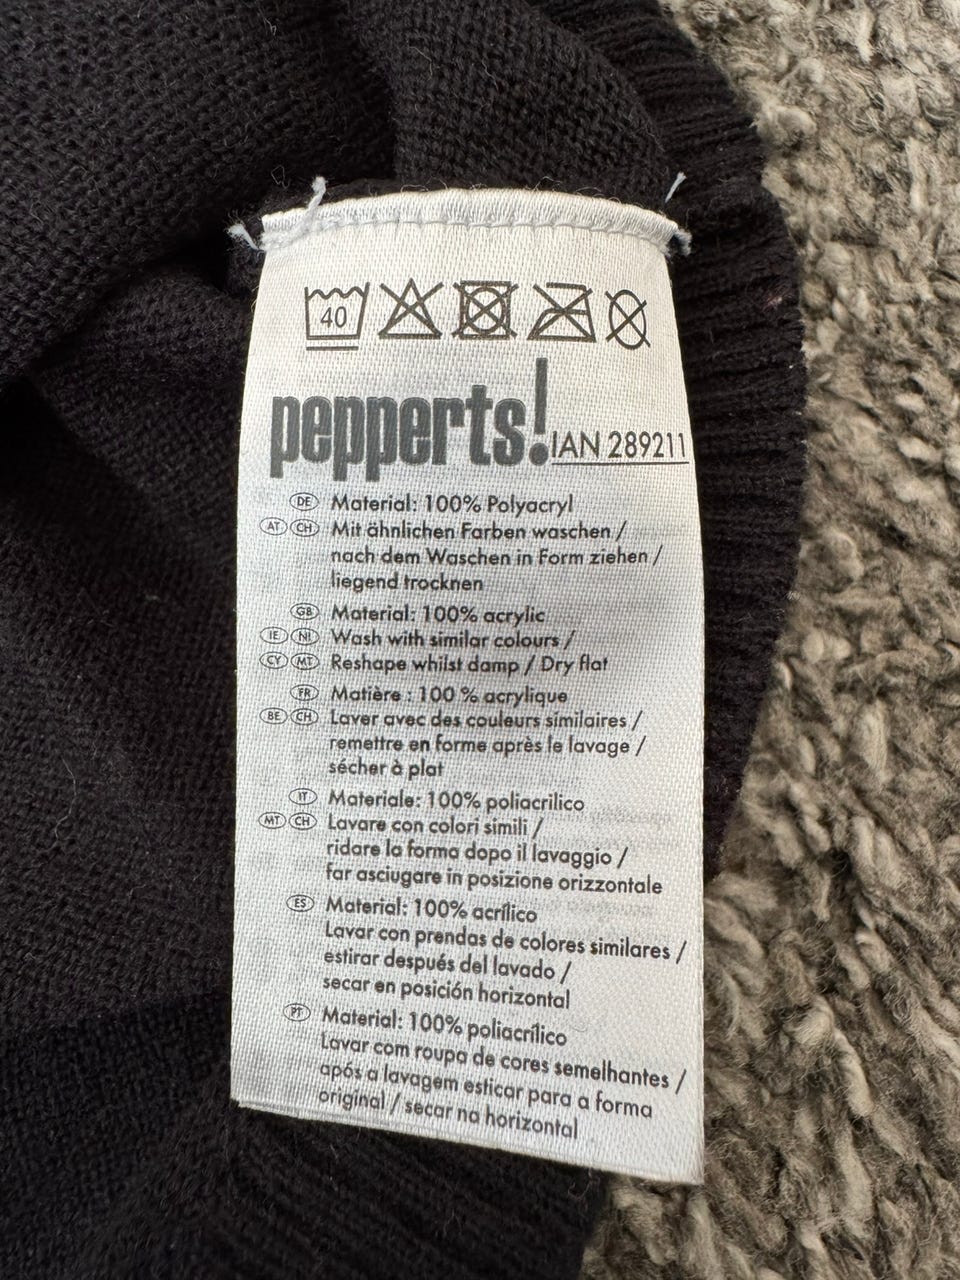 40
pepperts! IAN 289211
DE Material: 100% Polyacryl
AT CH Mit ähnlichen Farben waschen /
nach dem Waschen in Form ziehen /
liegend trocknen
GB Material: 100% acrylic
IE NI Wash with similar colours /
CY MT Reshape whilst damp / Dry flat
FR Matière : 100 % acrylique
BE CH Laver avec des couleurs similaires /
remettre en forme après le lavage /
sécher à plat
IT Materiale: 100% poliacrilico
MT CH Lavare con colori simili /
ridare la forma dopo il lavaggio /
far asciugare in posizione orizzontale
ES Material: 100% acrílico
Lavar con prendas de colores similares /
estirar después del lavado /
secar en posición horizontal
PT Material: 100% poliacrílico
Lavar com roupa de cores semelhantes /
após a lavagem esticar para a forma
original / secar na horizontal